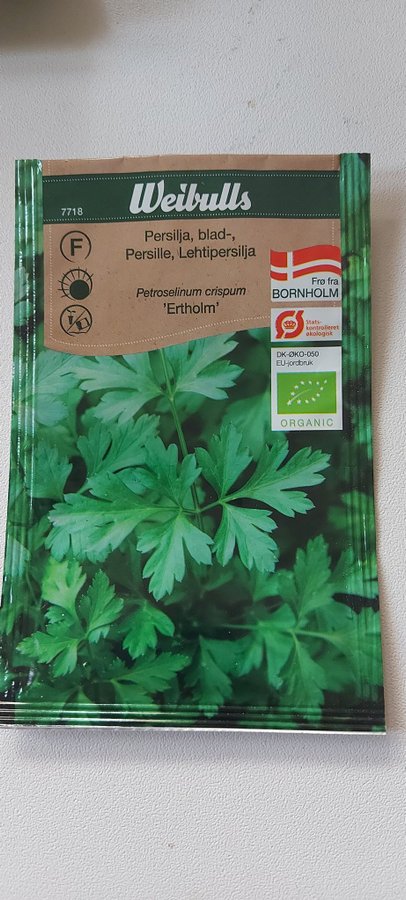 Weibulls
7718
F
Persilja, blad-,
Persille, Lehtipersilja
Petroselinum crispum
'Ertholm'
Frø fra
BORNHOLM
Ø
Stats-
kontrolleret
økologisk
DK-ØKO-050
EU-jordbruk
ORGANIC